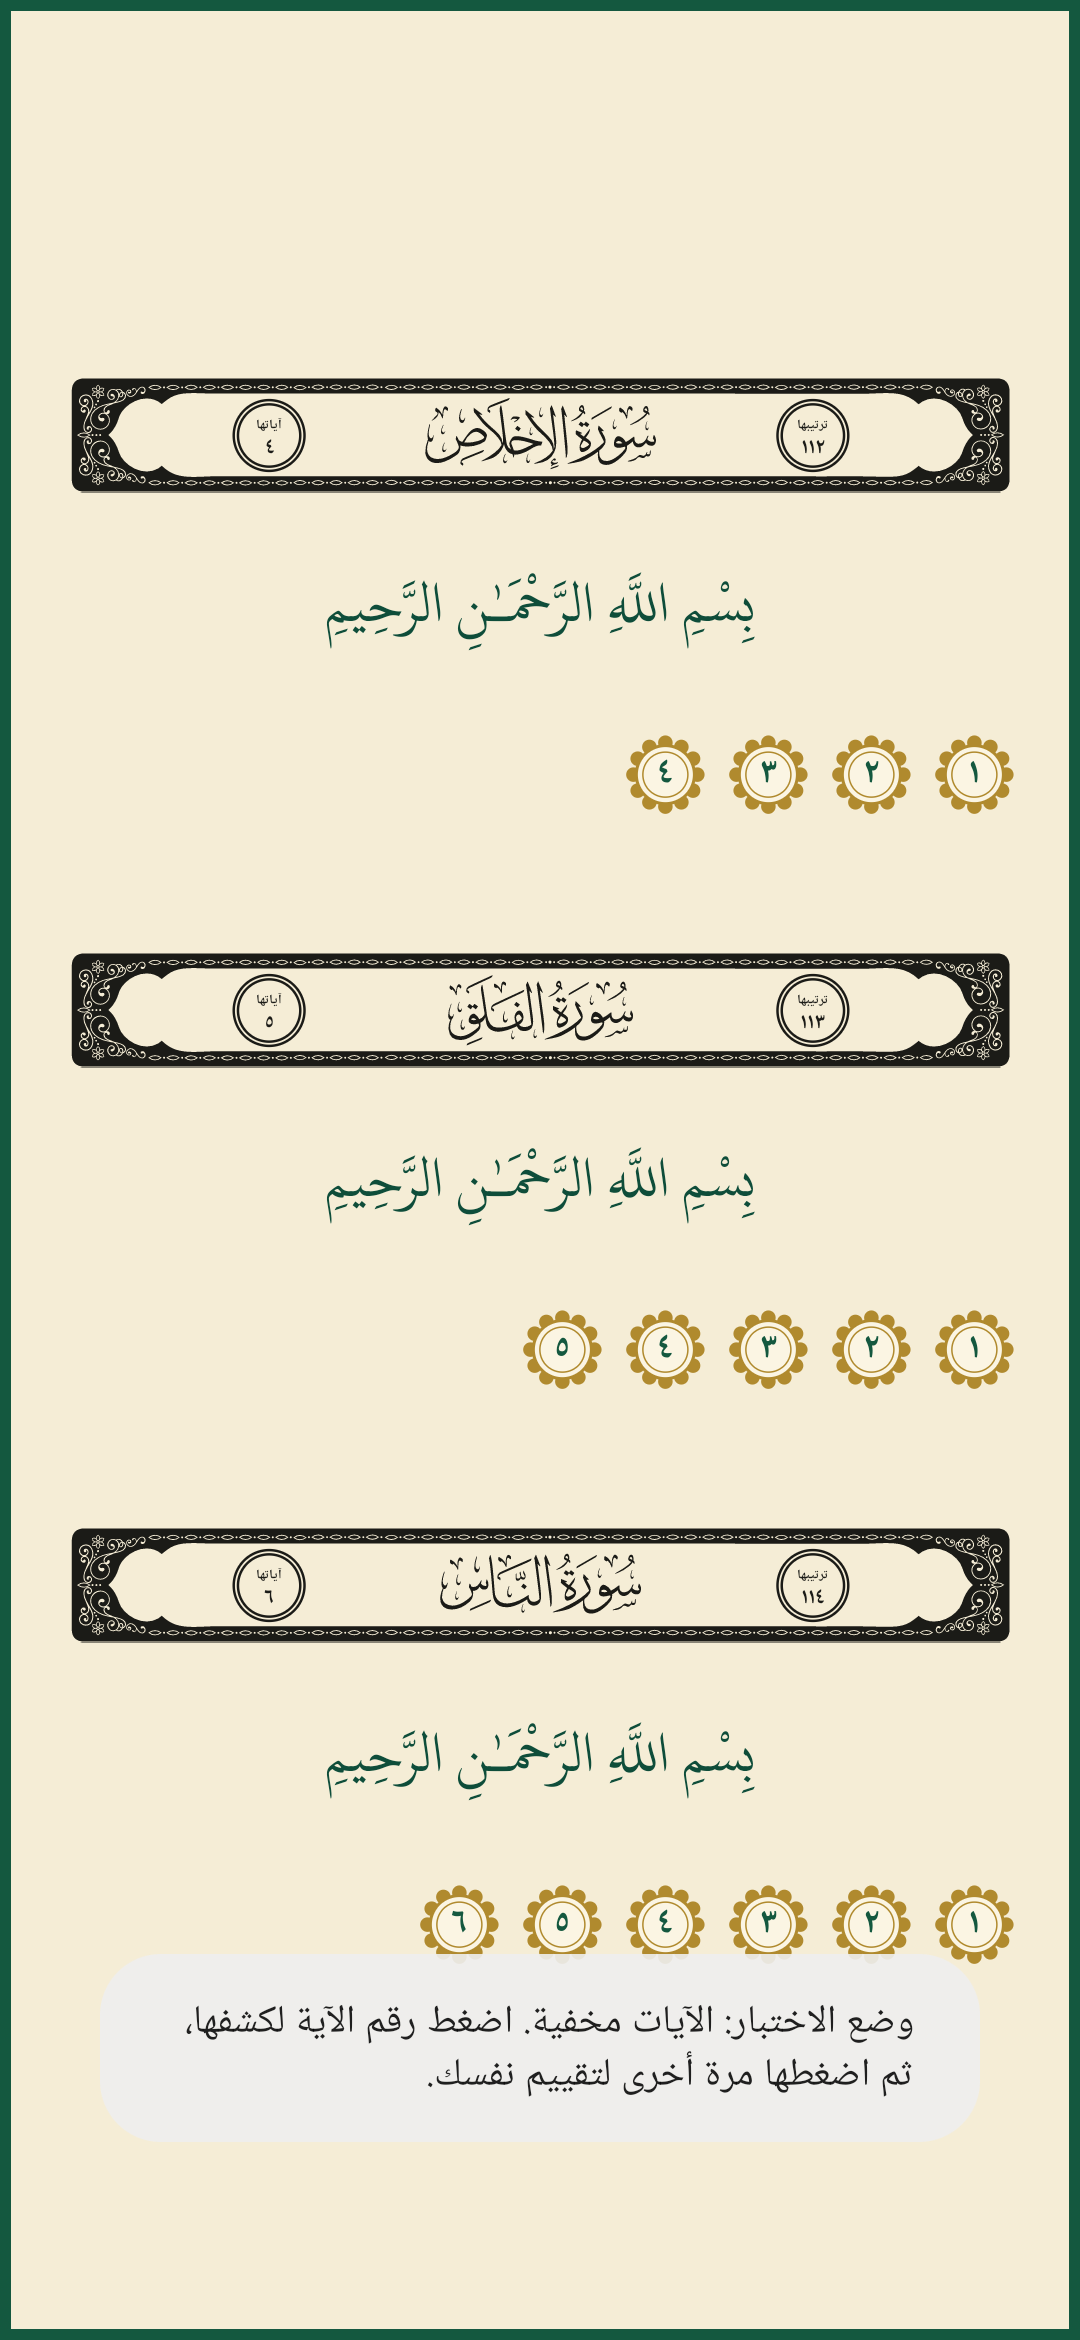 ترتيبها ١١٢ سُورَةُ الإِخْلَاصِ آياتها ٤
بِسْمِ اللَّهِ الرَّحْمَـٰنِ الرَّحِيمِ
١ ٢ ٣ ٤
ترتيبها ١١٣ سُورَةُ الفَلَقِ آياتها ٥
بِسْمِ اللَّهِ الرَّحْمَـٰنِ الرَّحِيمِ
١ ٢ ٣ ٤ ٥
ترتيبها ١١٤ سُورَةُ النَّاسِ آياتها ٦
بِسْمِ اللَّهِ الرَّحْمَـٰنِ الرَّحِيمِ
١ ٢ ٣ ٤ ٥ ٦
وضع الاختبار: الآيات مخفية. اضغط رقم الآية لكشفها،
ثم اضغطها مرة أخرى لتقييم نفسك.